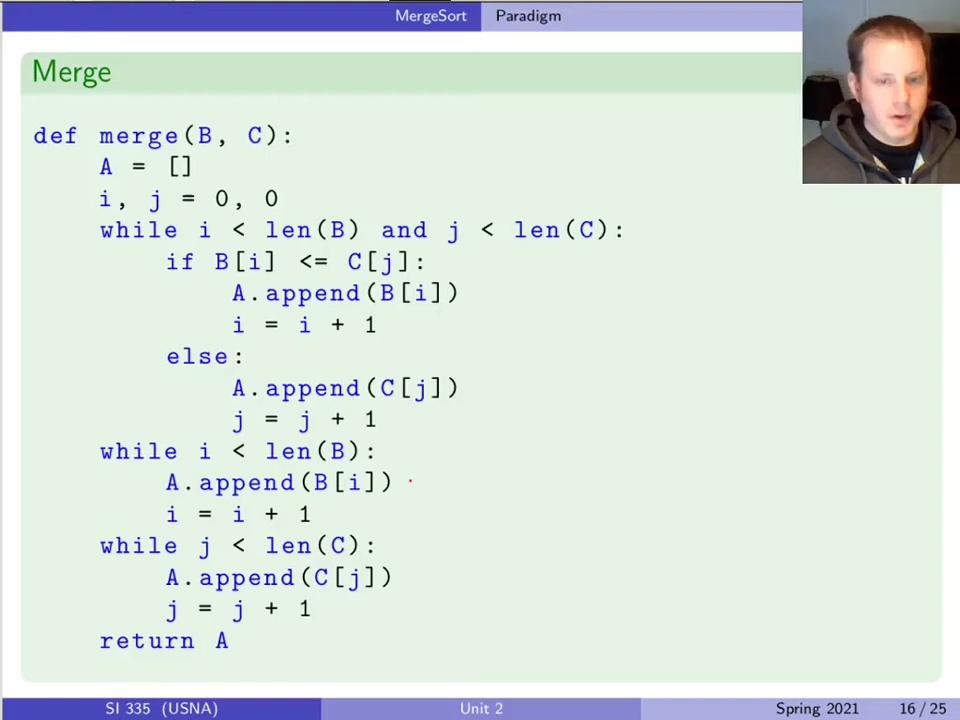 MergeSort Paradigm
Merge
def merge(B, C):
    A = []
    i, j = 0, 0
    while i < len(B) and j < len(C):
        if B[i] <= C[j]:
            A.append(B[i])
            i = i + 1
        else:
            A.append(C[j])
            j = j + 1
    while i < len(B):
        A.append(B[i])
        i = i + 1
    while j < len(C):
        A.append(C[j])
        j = j + 1
    return A
SI 335 (USNA) Unit 2 Spring 2021 16 / 25